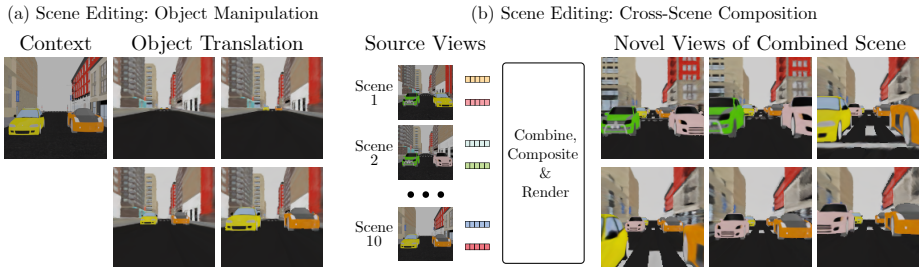 (a) Scene Editing: Object Manipulation
(b) Scene Editing: Cross-Scene Composition
Context
Object Translation
Source Views
Novel Views of Combined Scene
Scene
1
Scene
2
Scene
10
Combine,
Composite
&
Render